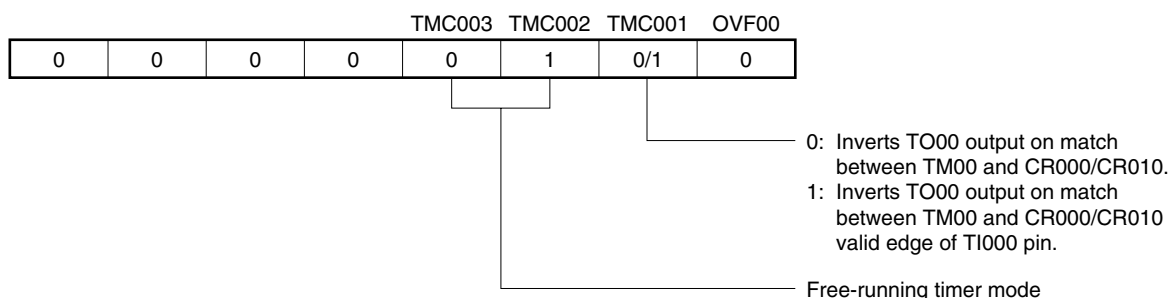 TMC003 TMC002 TMC001 OVF00
0 0 0 0 0 1 0/1 0
0: Inverts TO00 output on match
between TM00 and CR000/CR010.
1: Inverts TO00 output on match
between TM00 and CR000/CR010
valid edge of TI000 pin.
Free-running timer mode